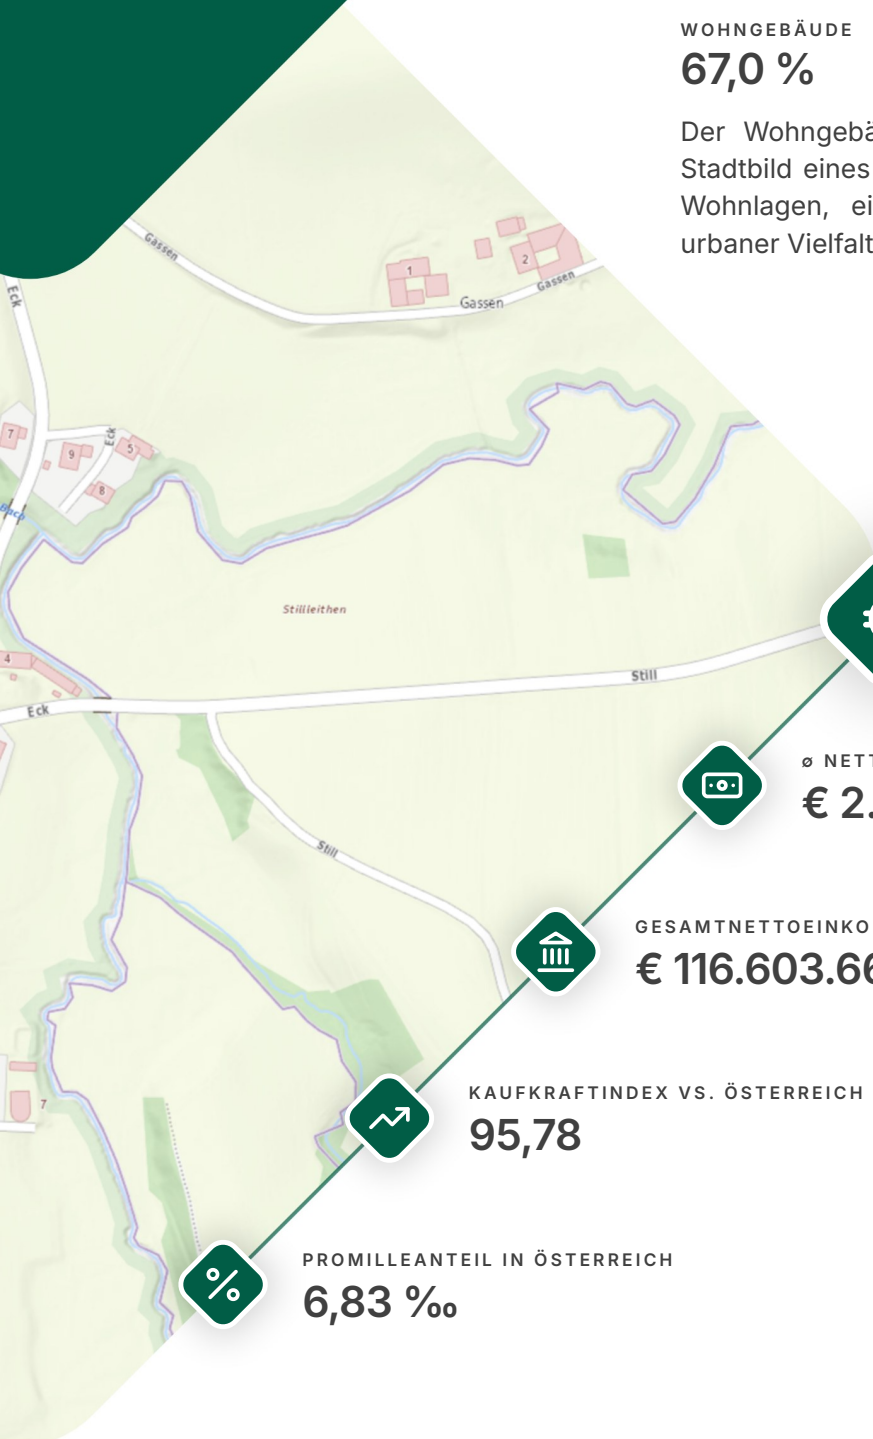 WOHNGEBÄUDE
67,0 %
Der Wohngebä
Stadtbild eines
Wohnlagen, ei
urbaner Vielfalt
Gassen
1
2
Gassen
Gassen
Eck
7
9
Eck
5
8
Bach
Stillleithen
4
Eck
Still
Still
7
ø NETT
€ 2.
GESAMTNETTOEINKO
€ 116.603.66
KAUFKRAFTINDEX VS. ÖSTERREICH
95,78
PROMILLEANTEIL IN ÖSTERREICH
6,83 ‰